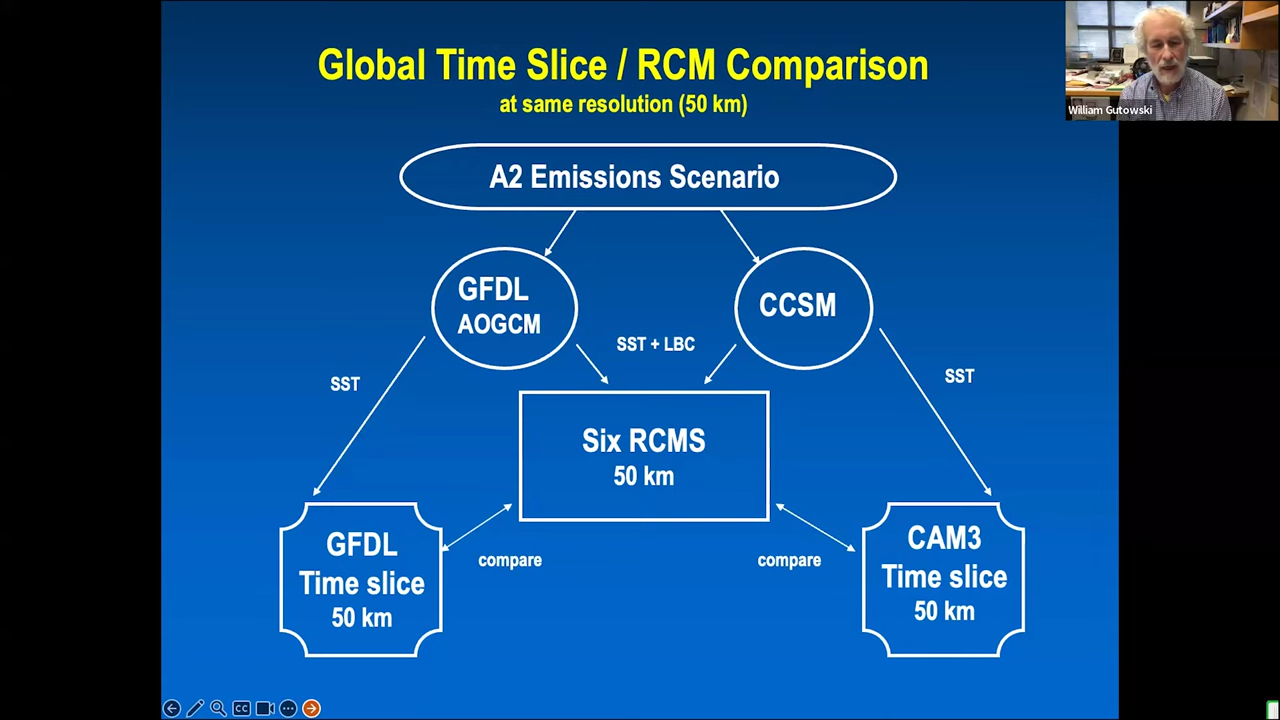 Global Time Slice / RCM Comparison
at same resolution (50 km)
William Gutowski
A2 Emissions Scenario
GFDL
AOGCM
CCSM
SST + LBC
SST
SST
Six RCMS
50 km
GFDL
Time slice
50 km
compare
compare
CAM3
Time slice
50 km
CC